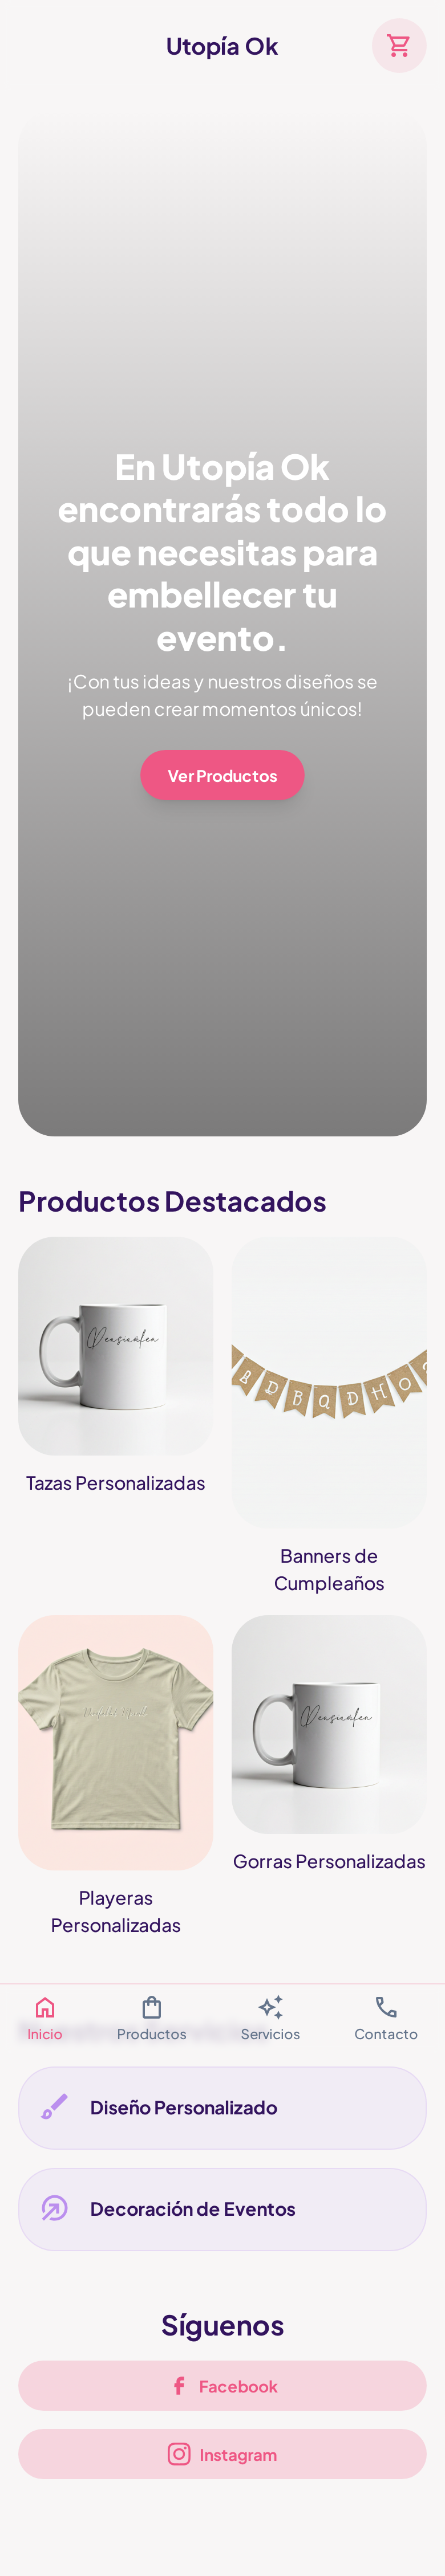 Utopía Ok
En Utopía Ok
encontrarás todo lo
que necesitas para
embellecer tu
evento.
¡Con tus ideas y nuestros diseños se
pueden crear momentos únicos!
Ver Productos
Productos Destacados
Tazas Personalizadas
Banners de
Cumpleaños
Playeras
Personalizadas
Gorras Personalizadas
Inicio
Productos
Servicios
Contacto
Diseño Personalizado
Decoración de Eventos
Síguenos
Facebook
Instagram